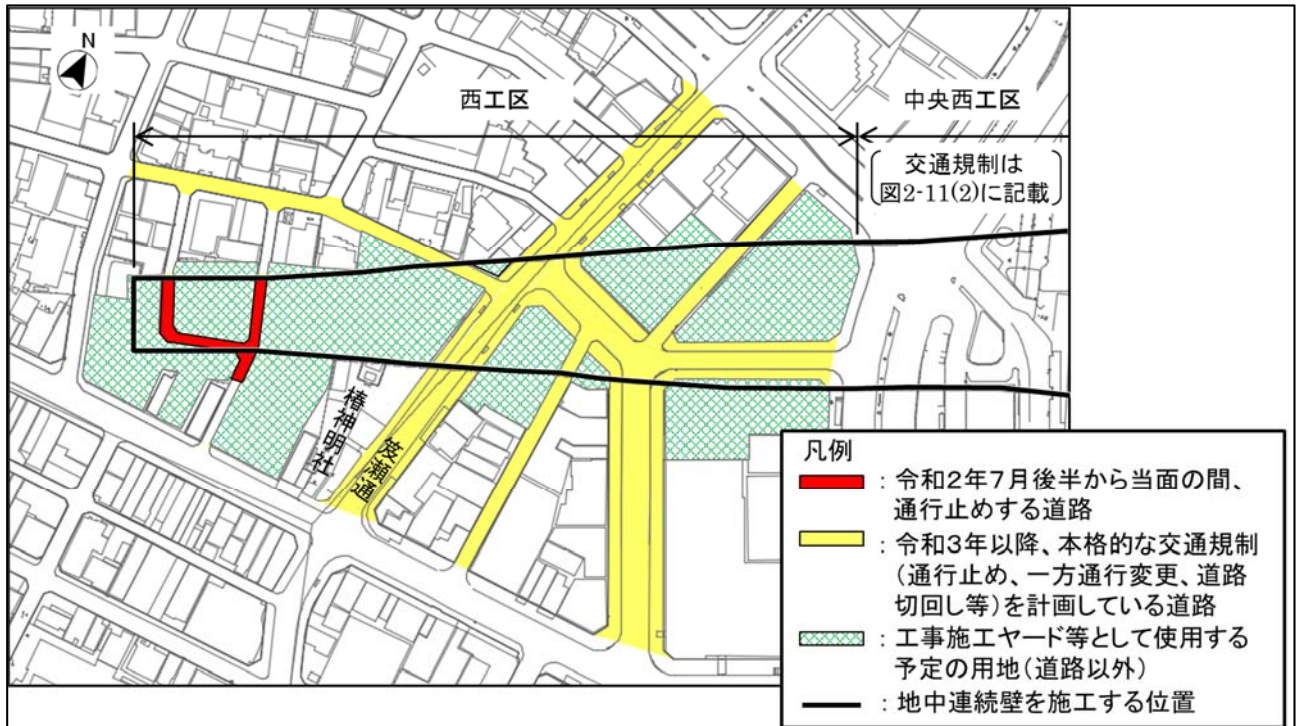 N
西工区
中央西工区
交通規制は
図2-11(2)に記載
椿神明社
笈瀬通
凡例
：令和2年7月後半から当面の間、
通行止めする道路
：令和3年以降、本格的な交通規制
(通行止め、一方通行変更、道路
切回し等)を計画している道路
：工事施工ヤード等として使用する
予定の用地(道路以外)
：地中連続壁を施工する位置